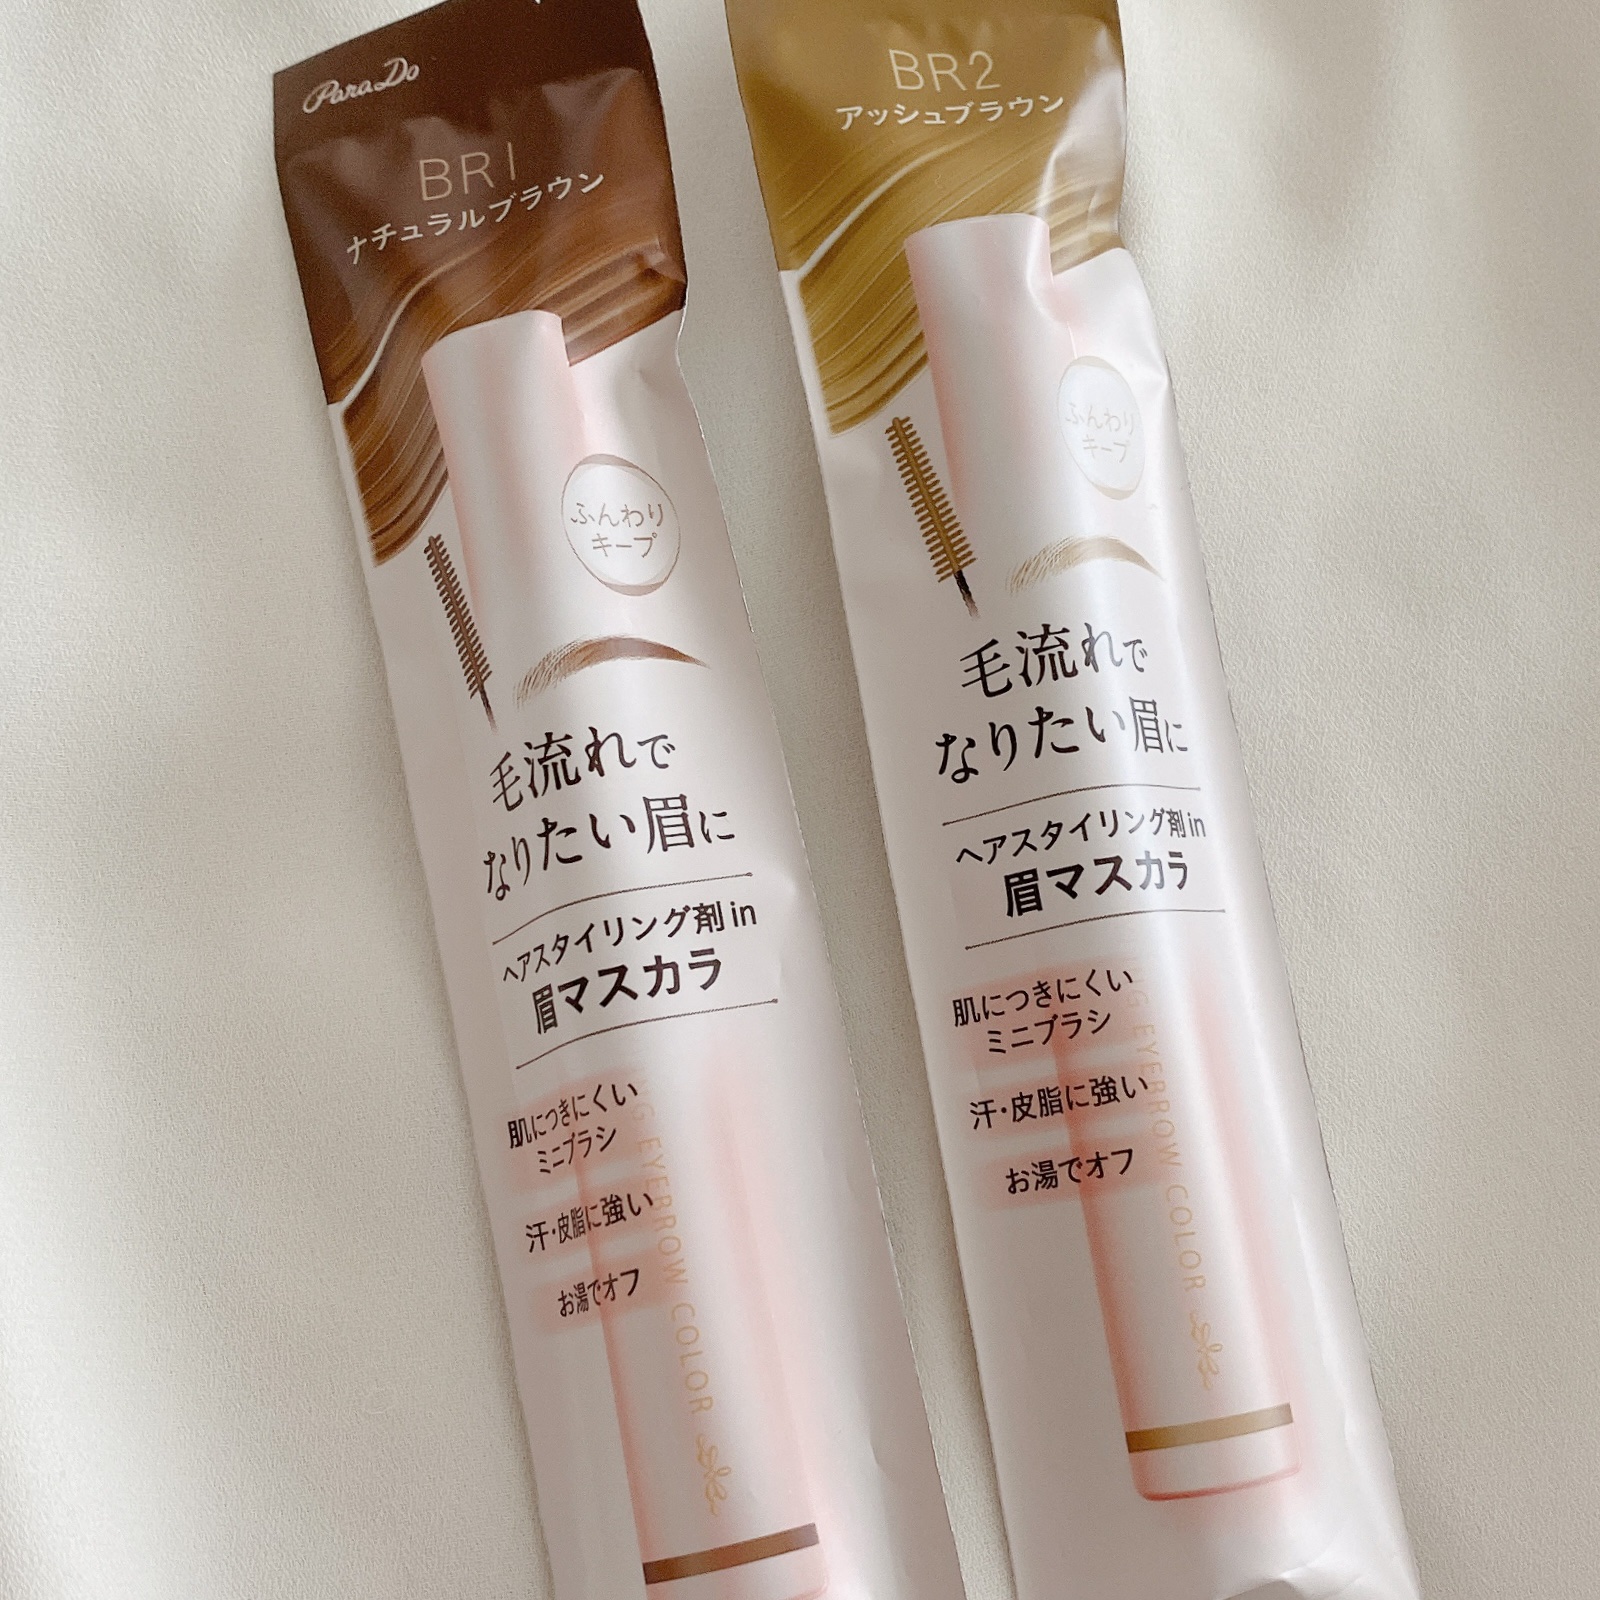 ParaDo
BR1
ナチュラルブラウン
ふんわり
キープ
毛流れで
なりたい眉に
ヘアスタイリング剤in
眉マスカラ
肌につきにくい
ミニブラシ
汗・皮脂に強い
お湯でオフ
EYEBROW COLOR
BR2
アッシュブラウン
ふんわり
キープ
毛流れで
なりたい眉に
ヘアスタイリング剤in
眉マスカラ
肌につきにくい
ミニブラシ
汗・皮脂に強い
お湯でオフ
EYEBROW COLOR